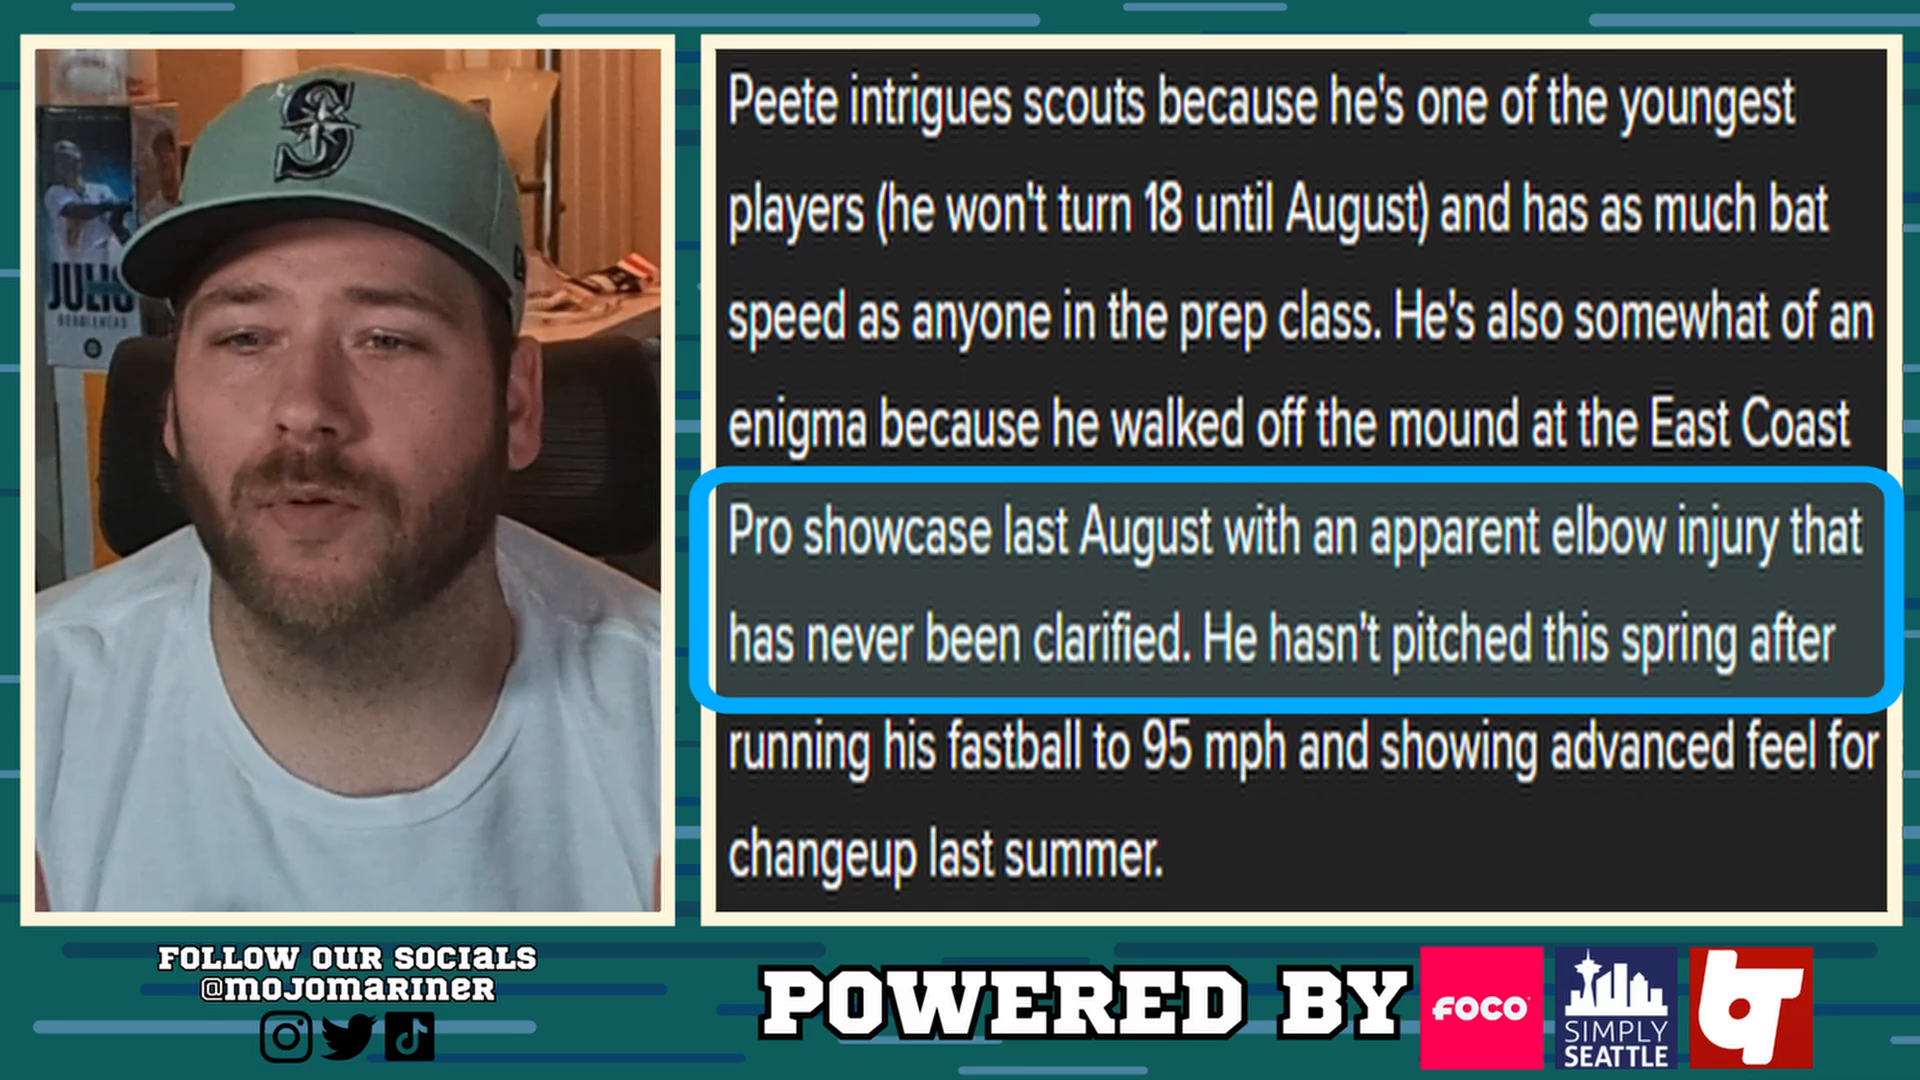 S
JULIO
BOBBLEHEAD
Peete intrigues scouts because he's one of the youngest
players (he won't turn 18 until August) and has as much bat
speed as anyone in the prep class. He's also somewhat of an
enigma because he walked off the mound at the East Coast
Pro showcase last August with an apparent elbow injury that
has never been clarified. He hasn't pitched this spring after
running his fastball to 95 mph and showing advanced feel for
changeup last summer.
FOLLOW OUR SOCIALS
@MOJOMARINER
POWERED BY
FOCO
SIMPLY
SEATTLE